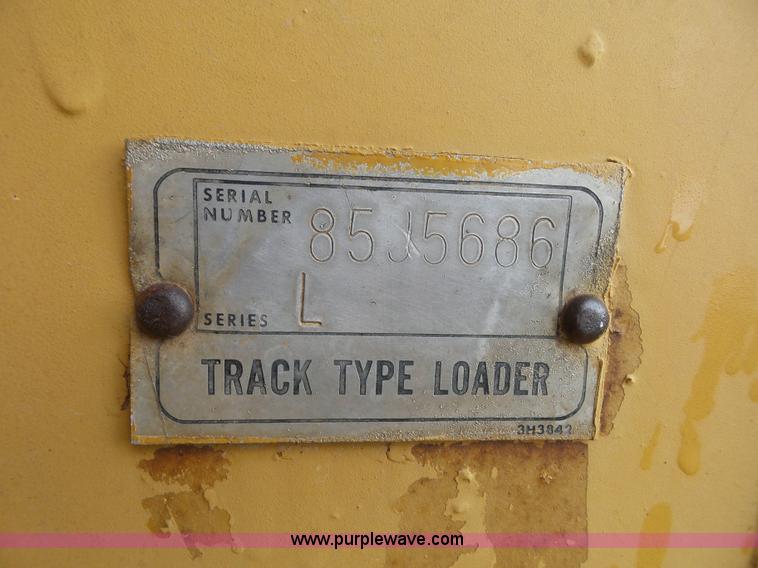 SERIAL
NUMBER 85J5686
SERIES L
TRACK TYPE LOADER
3H3842
www.purplewave.com